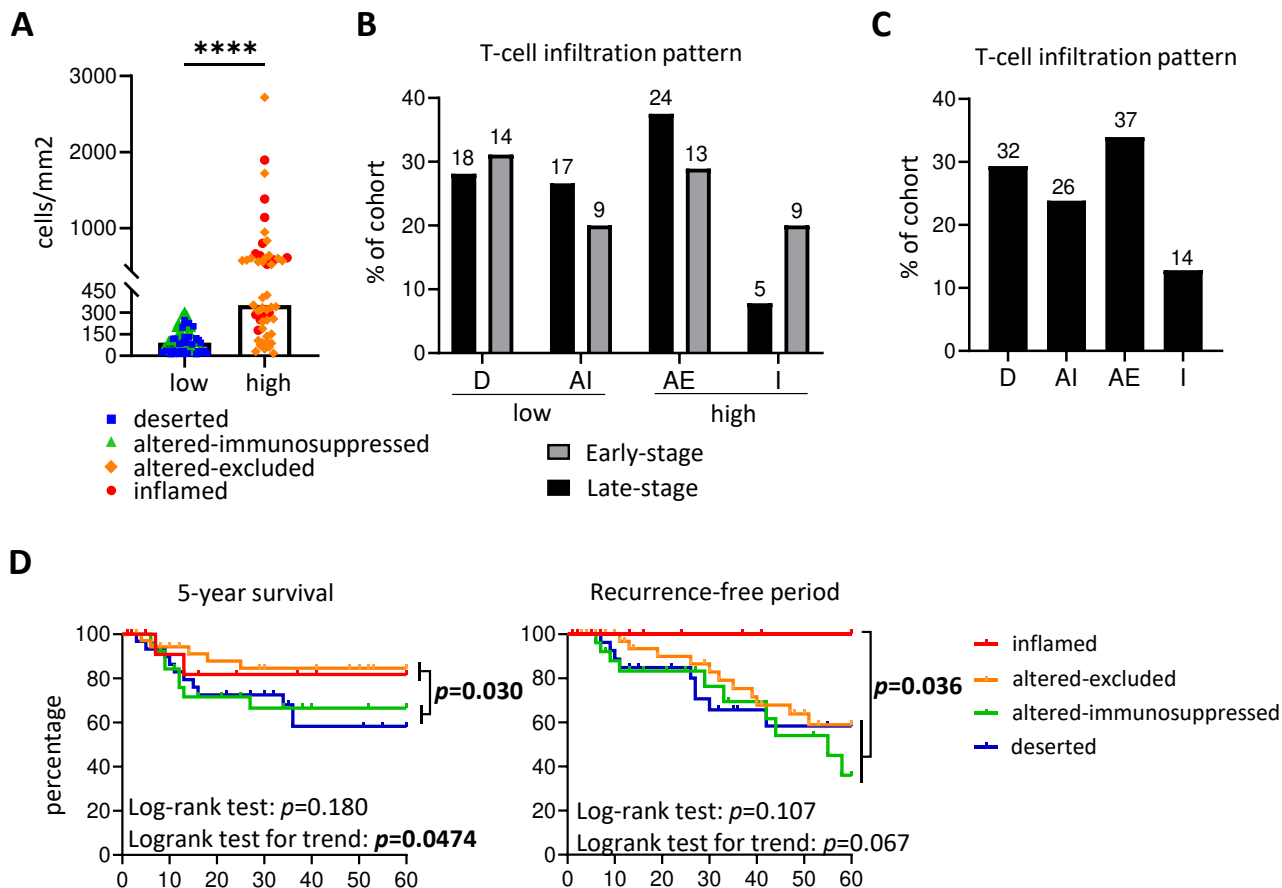 A
****
3000
2000
1000
450
300
150
0
cells/mm2
low
high
deserted
altered-immunosuppressed
altered-excluded
inflamed
B
T-cell infiltration pattern
40
30
20
10
0
% of cohort
18
14
17
9
24
13
5
9
D
AI
AE
I
low
high
Early-stage
Late-stage
C
T-cell infiltration pattern
40
30
20
10
0
% of cohort
32
26
37
14
D
AI
AE
I
D
5-year survival
100
80
60
40
20
0
percentage
p=0.030
Log-rank test: p=0.180
Logrank test for trend: p=0.0474
0 10 20 30 40 50 60
Recurrence-free period
100
80
60
40
20
0
p=0.036
Log-rank test: p=0.107
Logrank test for trend: p=0.067
0 10 20 30 40 50 60
inflamed
altered-excluded
altered-immunosuppressed
deserted